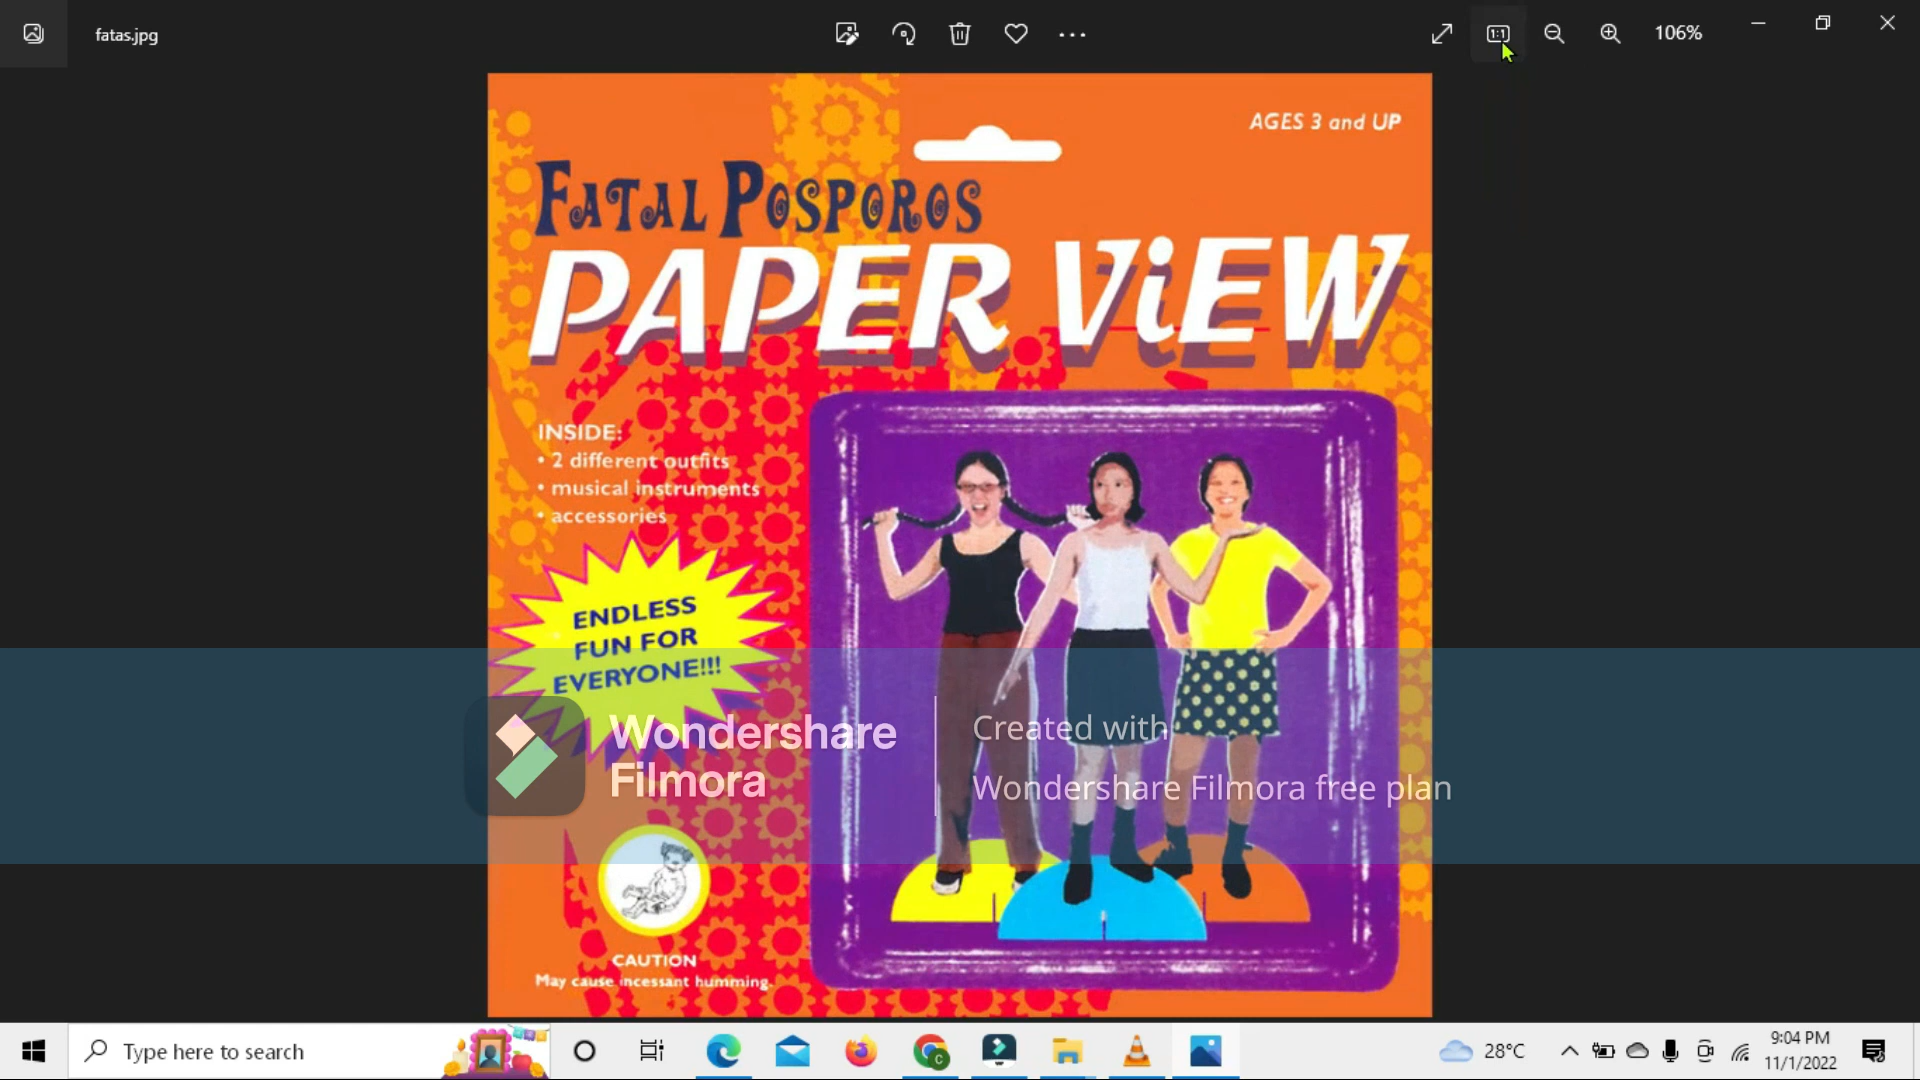 fatas.jpg
1:1
106%
AGES 3 and UP
FATAL POSPOROS
PAPER ViEW
INSIDE:
• 2 different outfits
• musical instruments
• accessories
ENDLESS
FUN FOR
EVERYONE!!!
Wondershare
Filmora
Created with
Wondershare Filmora free plan
CAUTION
May cause incessant humming.
Type here to search
C
28°C
9:04 PM
11/1/2022